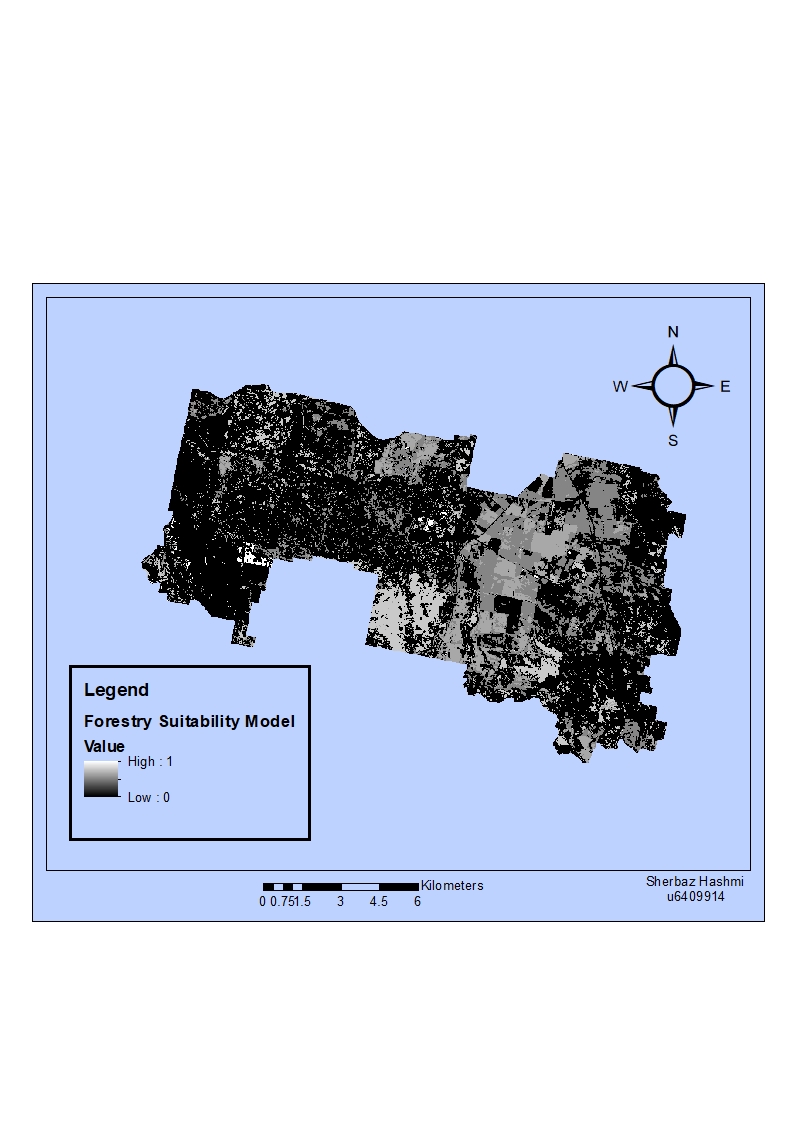 N
W E
S
Legend
Forestry Suitability Model
Value
High : 1
Low : 0
Kilometers
0 0.751.5 3 4.5 6
Sherbaz Hashmi
u6409914